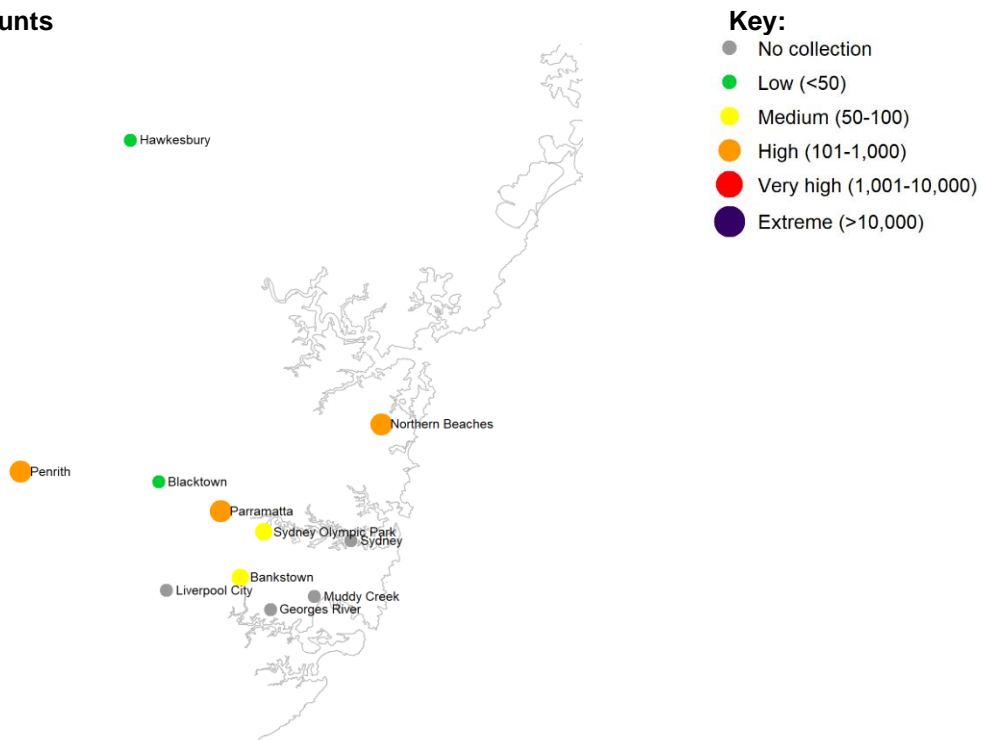 Key:
No collection
Low (<50)
Medium (50-100)
High (101-1,000)
Very high (1,001-10,000)
Extreme (>10,000)
Hawkesbury
Northern Beaches
Penrith
Blacktown
Parramatta
Sydney Olympic Park
Sydney
Bankstown
Liverpool City
Muddy Creek
Georges River